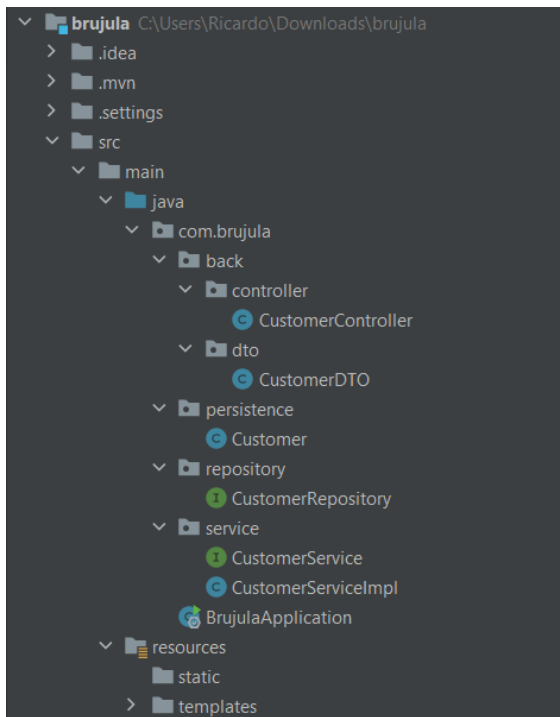 brujula C:\Users\Ricardo\Downloads\brujula
.idea
.mvn
.settings
src
main
java
com.brujula
back
controller
C CustomerController
dto
C CustomerDTO
persistence
C Customer
repository
I CustomerRepository
service
I CustomerService
C CustomerServiceImpl
BrujulaApplication
resources
static
templates